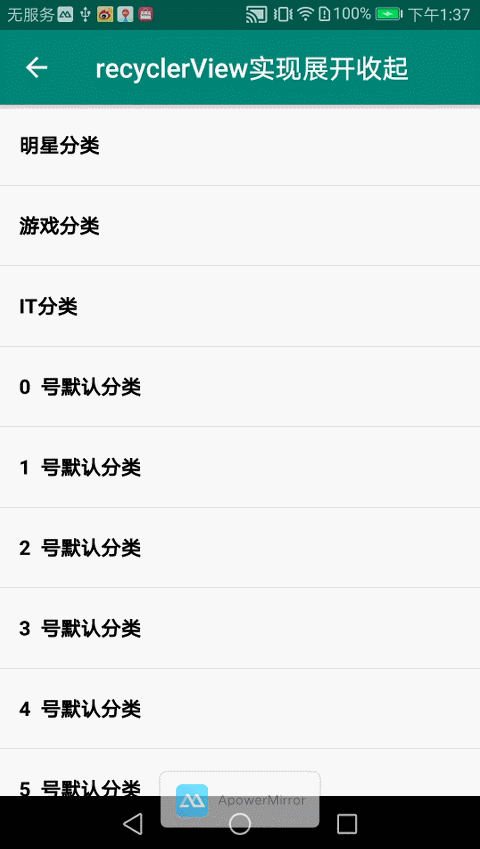 无服务 100% 下午1:37
recyclerView实现展开收起
明星分类
游戏分类
IT分类
0 号默认分类
1 号默认分类
2 号默认分类
3 号默认分类
4 号默认分类
5 号默认分类
ApowerMirror